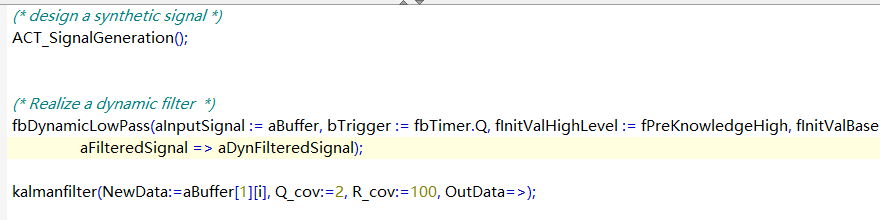 (* design a synthetic signal *)
ACT_SignalGeneration();
(* Realize a dynamic filter  *)
fbDynamicLowPass(aInputSignal := aBuffer, bTrigger := fbTimer.Q, fInitValHighLevel := fPreKnowledgeHigh, fInitValBase
aFilteredSignal => aDynFilteredSignal);
kalmanfilter(NewData:=aBuffer[1][i], Q_cov:=2, R_cov:=100, OutData=>);